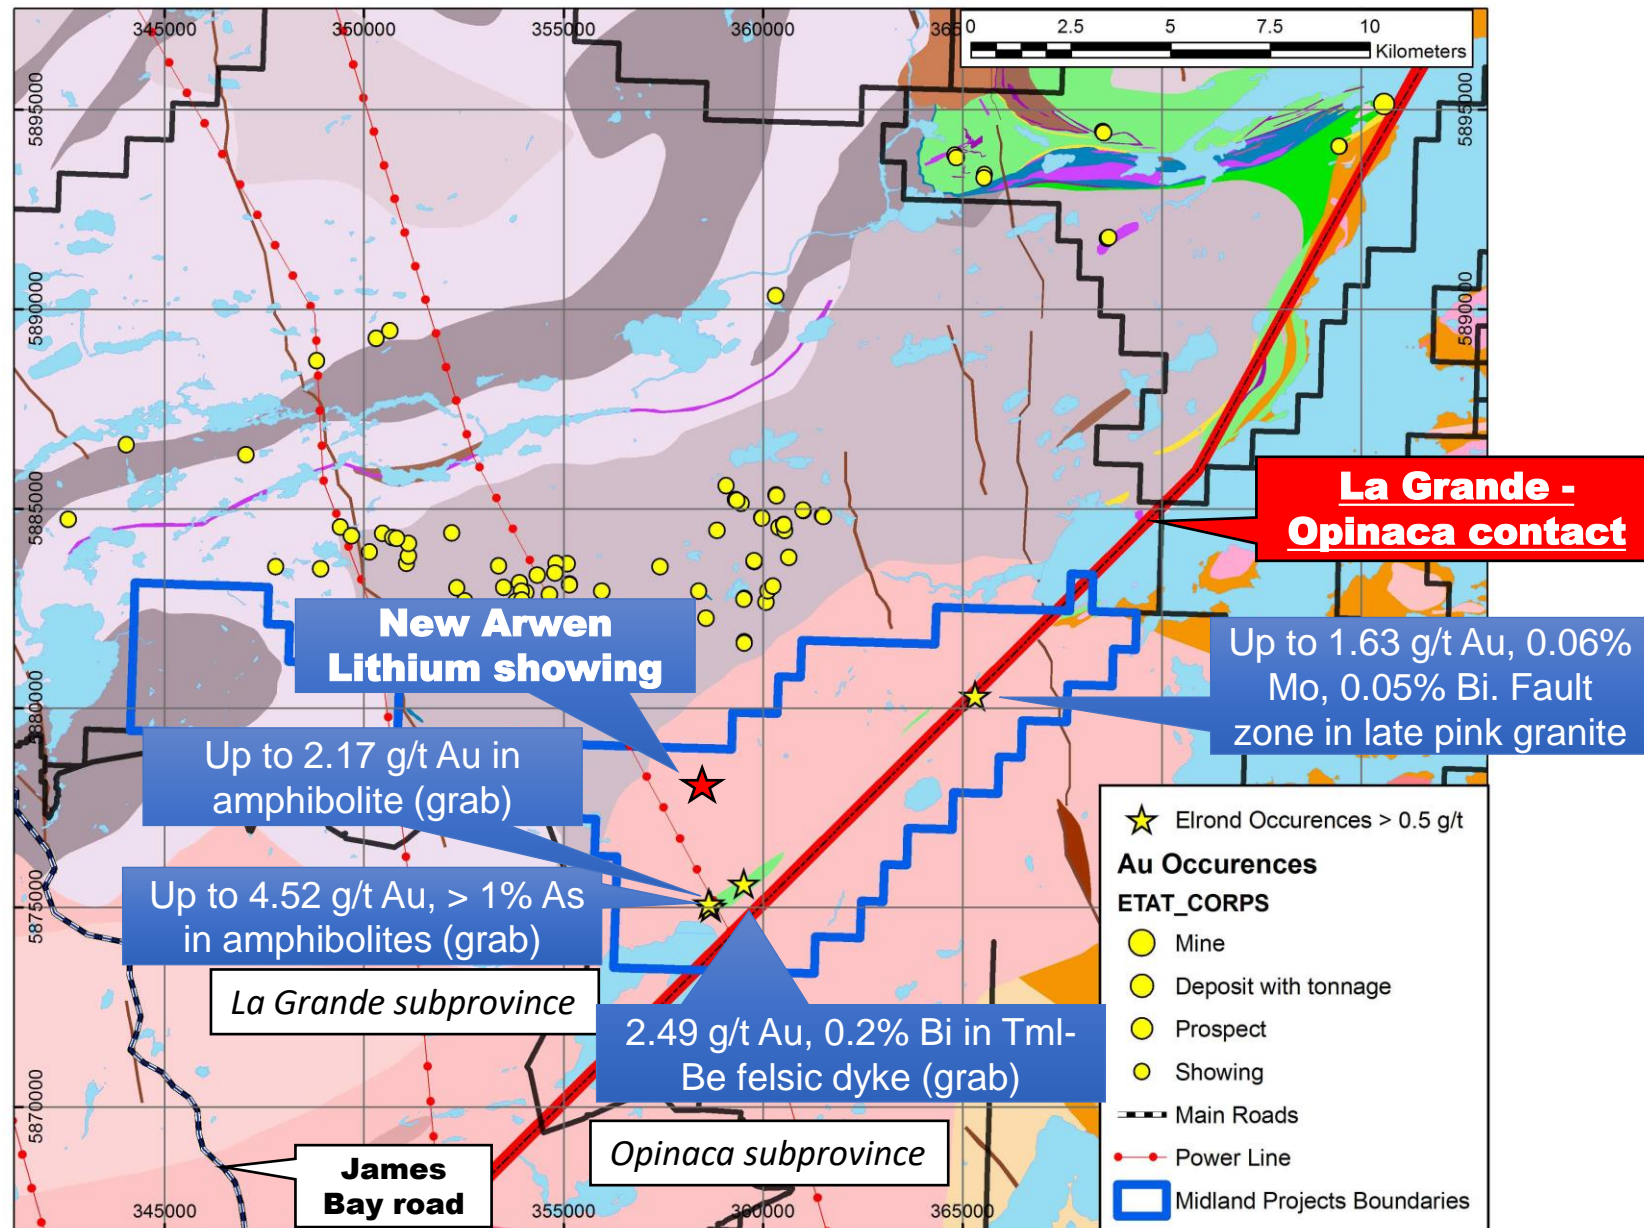 345000
350000
355000
360000
365
0
2.5
5
7.5
10
Kilometers
5895000
5895000
5890000
5890000
5885000
La Grande -
Opinaca contact
New Arwen
Lithium showing
Up to 1.63 g/t Au, 0.06%
Mo, 0.05% Bi. Fault
zone in late pink granite
5880000
Up to 2.17 g/t Au in
amphibolite (grab)
Up to 4.52 g/t Au, > 1% As
in amphibolites (grab)
5875000
La Grande subprovince
2.49 g/t Au, 0.2% Bi in Tml-
Be felsic dyke (grab)
5870000
Opinaca subprovince
James
Bay road
Elrond Occurences > 0.5 g/t
Au Occurences
ETAT_CORPS
Mine
Deposit with tonnage
Prospect
Showing
Main Roads
Power Line
Midland Projects Boundaries
345000
355000
360000
365000